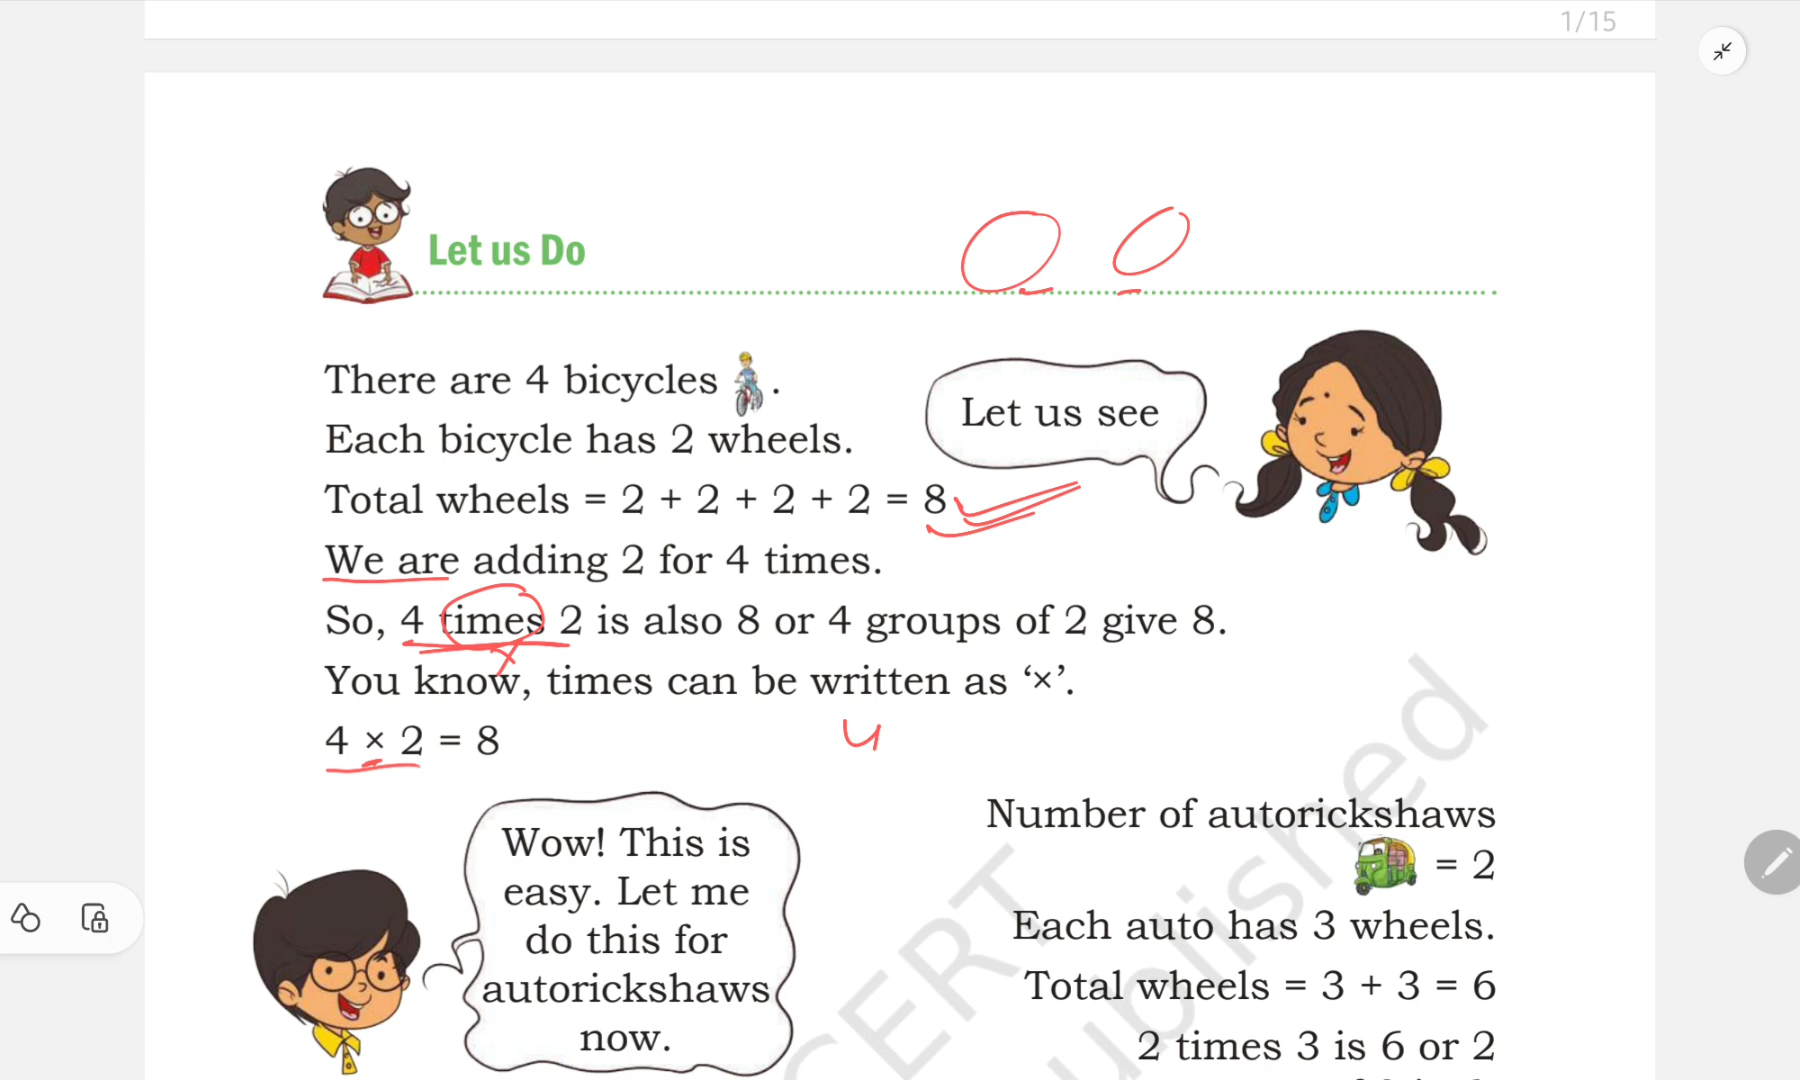 1/15
Let us Do
There are 4 bicycles .
Each bicycle has 2 wheels.
Let us see
Total wheels = 2 + 2 + 2 + 2 = 8
We are adding 2 for 4 times.
So, 4 times 2 is also 8 or 4 groups of 2 give 8.
×
You know, times can be written as ‘×’.
4 × 2 = 8
4
Wow! This is
easy. Let me
do this for
autorickshaws
now.
Number of autorickshaws
= 2
Each auto has 3 wheels.
Total wheels = 3 + 3 = 6
2 times 3 is 6 or 2